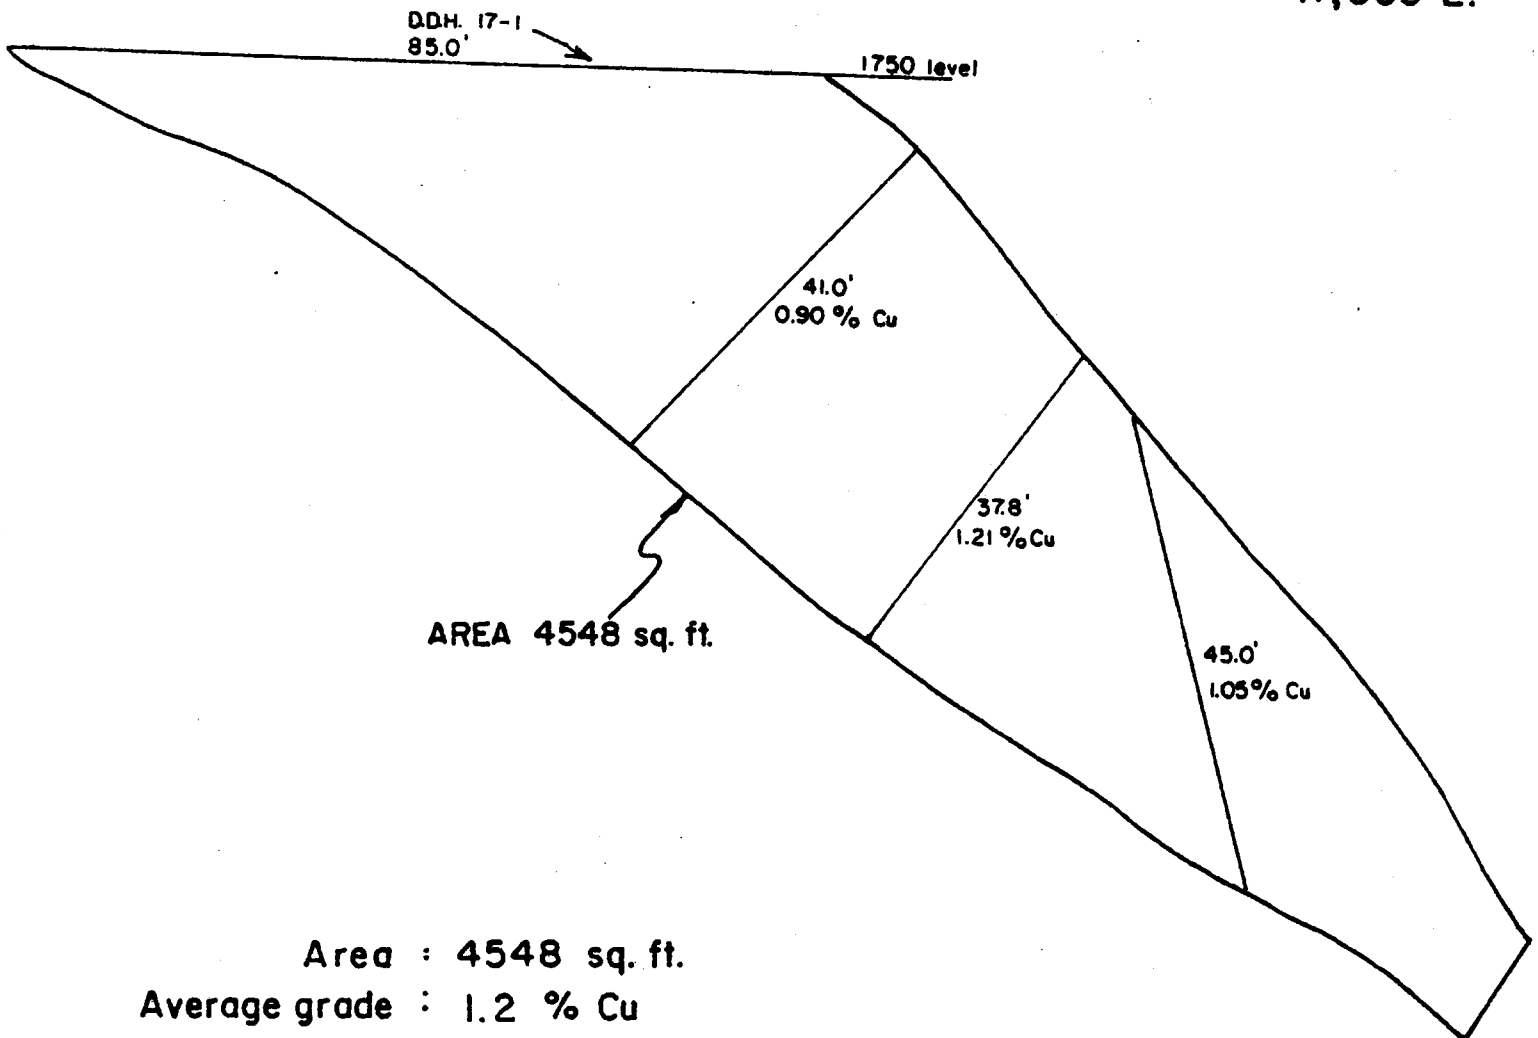 D.D.H. 17-1
85.0'
1750 level
41.0'
0.90 % Cu
37.8'
1.21 % Cu
45.0'
1.05 % Cu
AREA 4548 sq. ft.
Area : 4548 sq. ft.
Average grade : 1.2 % Cu